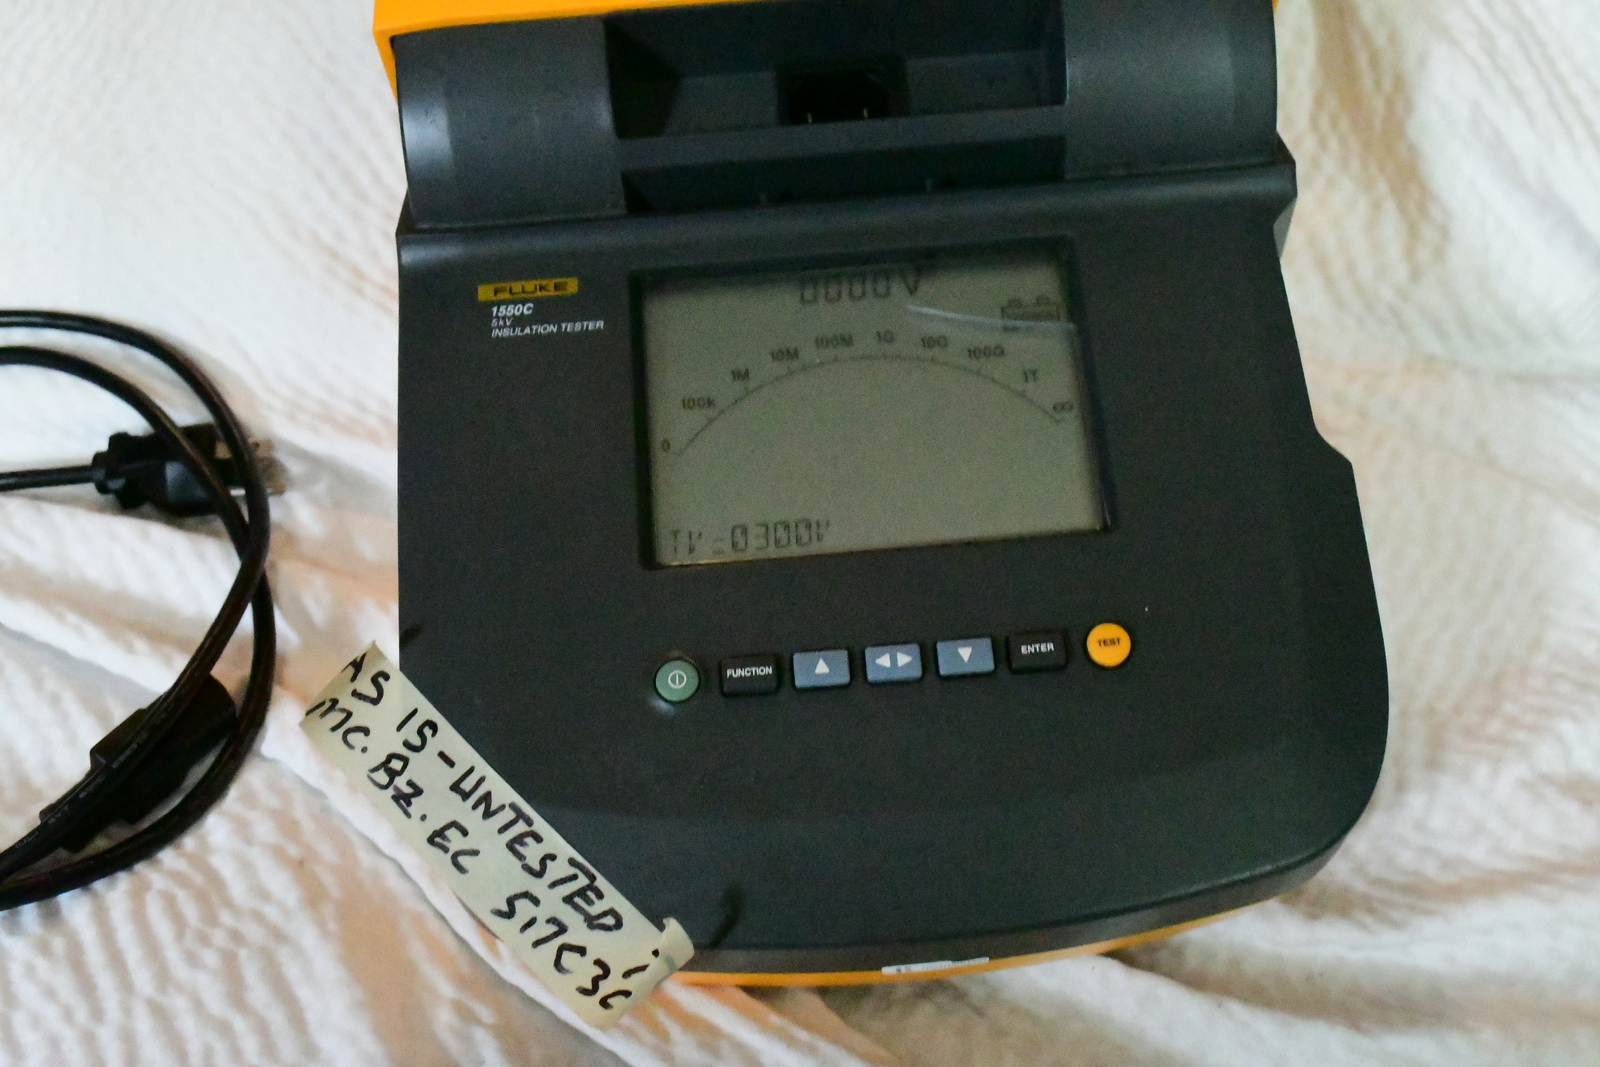 FLUKE
1550C
5kV
INSULATION TESTER
0000V
0 100k 1M 10M 100M 1G 10G 100G 1T ∞
TV=0300V
FUNCTION
ENTER
TEST
AS IS-UNTESTED
MC.BZ.EC 517C3C